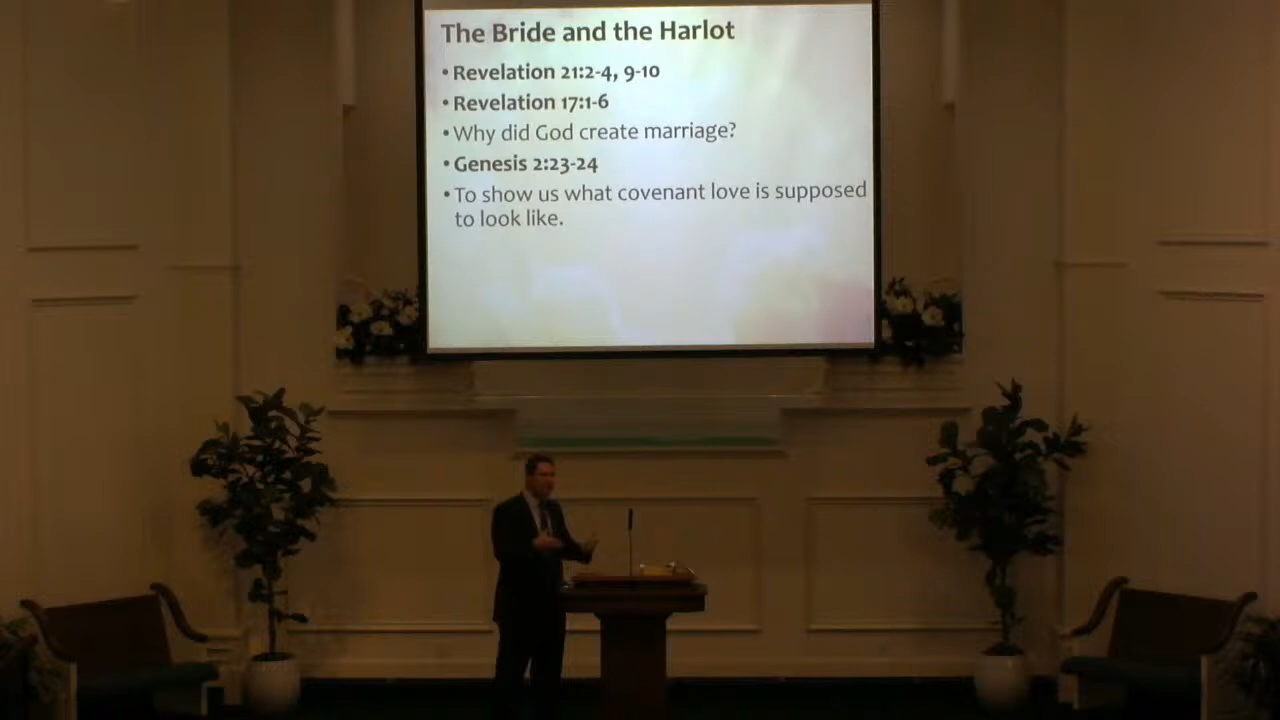 The Bride and the Harlot
• Revelation 21:2-4, 9-10
• Revelation 17:1-6
• Why did God create marriage?
• Genesis 2:23-24
• To show us what covenant love is supposed
to look like.